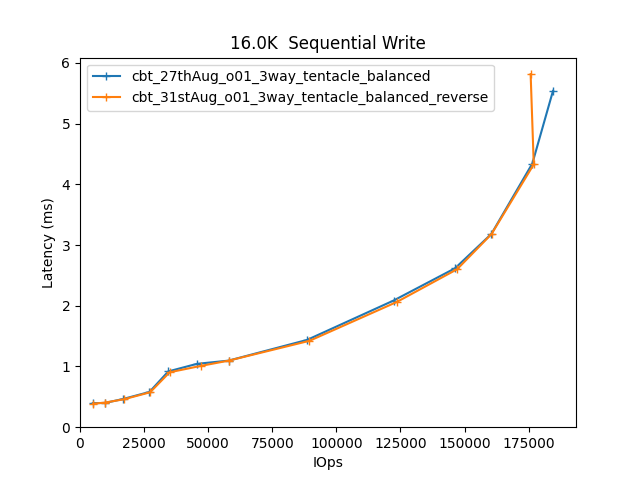 16.0K  Sequential Write
cbt_27thAug_o01_3way_tentacle_balanced
cbt_31stAug_o01_3way_tentacle_balanced_reverse
Latency (ms)
6
5
4
3
2
1
0
0 25000 50000 75000 100000 125000 150000 175000
IOps